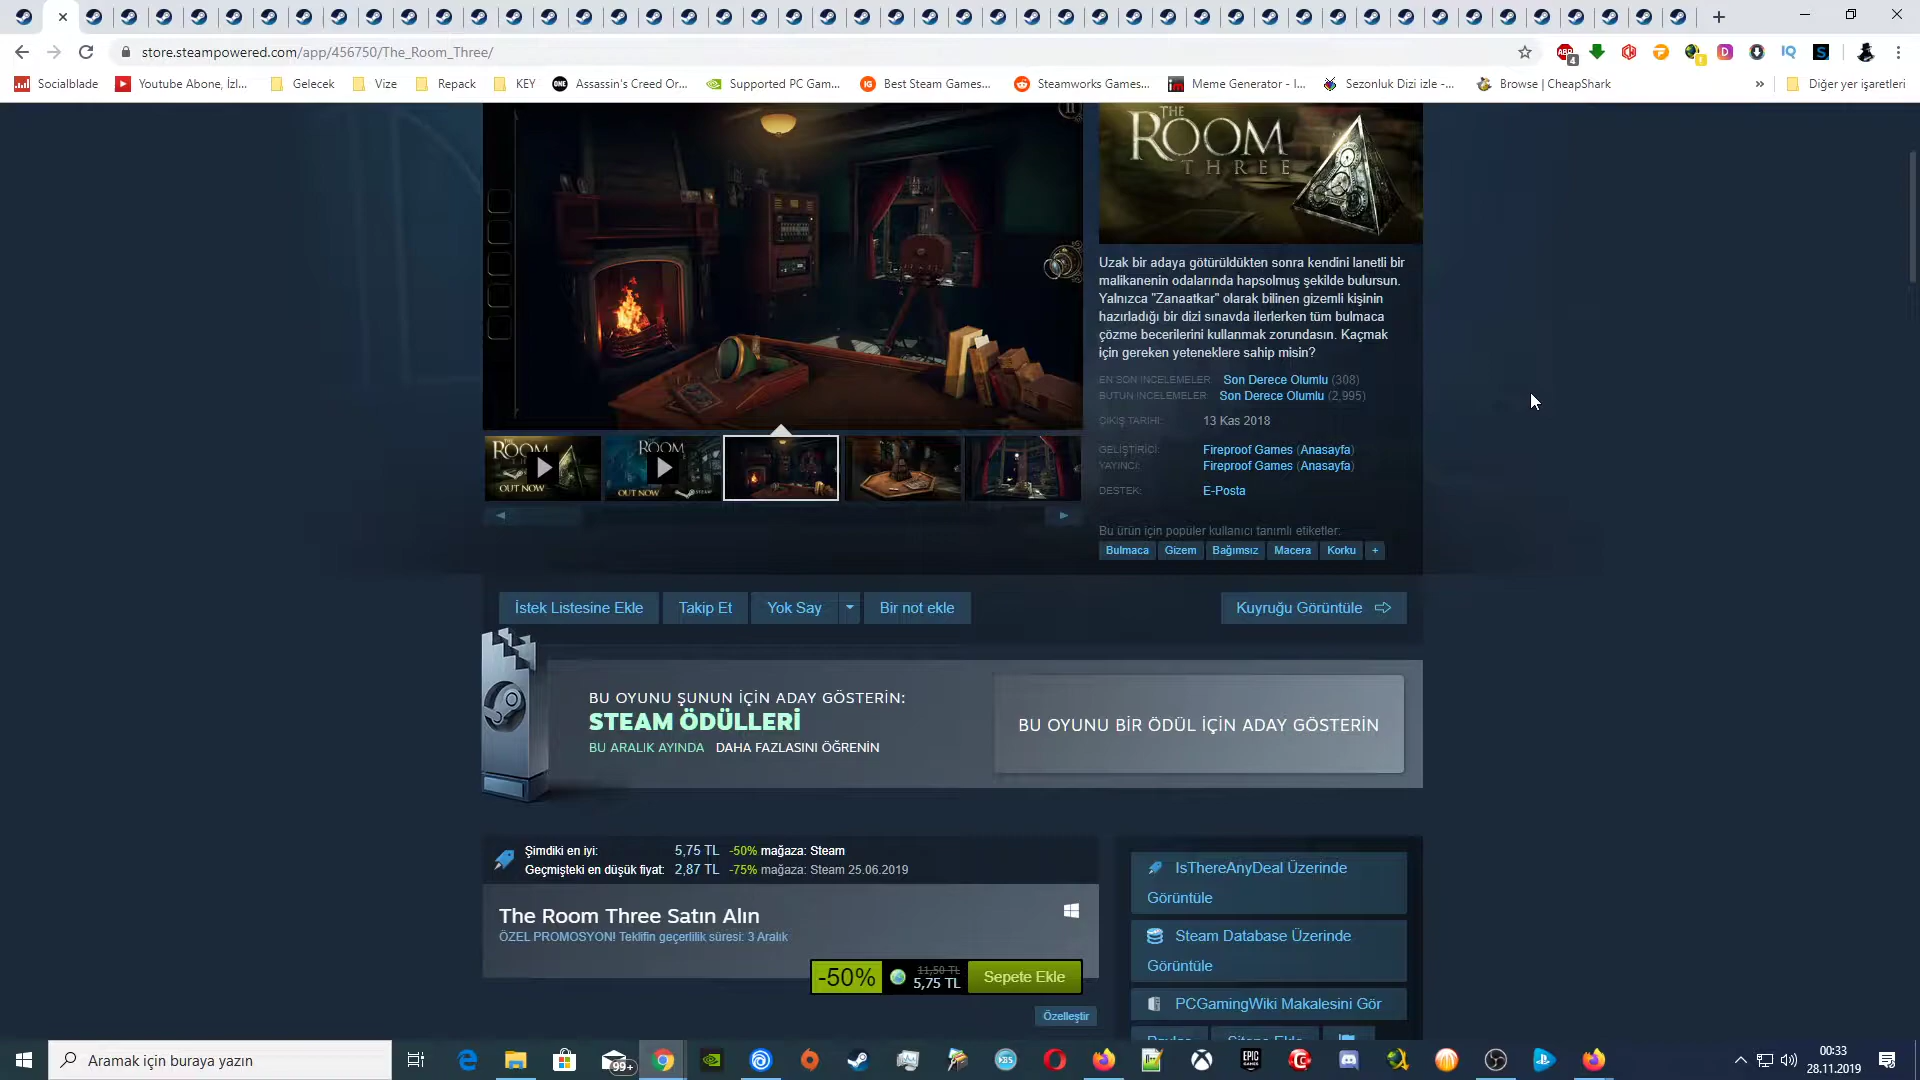 store.steampowered.com/app/456750/The_Room_Three/
Socialblade
Youtube Abone, İzl...
Gelecek
Vize
Repack
KEY
Assassin's Creed Or...
Supported PC Gam...
Best Steam Games...
Steamworks Games...
Meme Generator - I...
Sezonluk Dizi izle -...
Browse | CheapShark
»
Diğer yer işaretleri
THE
ROOM
THREE
Uzak bir adaya götürüldükten sonra kendini lanetli bir
malikanenin odalarında hapsolmuş şekilde bulursun.
Yalnızca "Zanaatkar" olarak bilinen gizemli kişinin
hazırladığı bir dizi sınavda ilerlerken tüm bulmaca
çözme becerilerini kullanmak zorundasın. Kaçmak
için gereken yeteneklere sahip misin?
EN SON İNCELEMELER: Son Derece Olumlu (308)
BÜTÜN İNCELEMELER: Son Derece Olumlu (2,995)
ÇIKIŞ TARİHİ: 13 Kas 2018
GELİŞTİRİCİ: Fireproof Games (Anasayfa)
YAYINCI: Fireproof Games (Anasayfa)
DESTEK: E-Posta
Bu ürün için popüler kullanıcı tanımlı etiketler:
Bulmaca Gizem Bağımsız Macera Korku +
ROOM
OUT NOW
ROOM
OUT NOW STEAM
İstek Listesine Ekle
Takip Et
Yok Say
Bir not ekle
Kuyruğu Görüntüle
BU OYUNU ŞUNUN İÇİN ADAY GÖSTERİN:
STEAM ÖDÜLLERİ
BU ARALIK AYINDA DAHA FAZLASINI ÖĞRENİN
BU OYUNU BİR ÖDÜL İÇİN ADAY GÖSTERİN
Şimdiki en iyi: 5,75 TL -50% mağaza: Steam
Geçmişteki en düşük fiyat: 2,87 TL -75% mağaza: Steam 25.06.2019
The Room Three Satın Alın
ÖZEL PROMOSYON! Teklifin geçerlilik süresi: 3 Aralık
-50%
11,50 TL
5,75 TL
Sepete Ekle
Özelleştir
IsThereAnyDeal Üzerinde
Görüntüle
Steam Database Üzerinde
Görüntüle
PCGamingWiki Makalesini Gör
Aramak için buraya yazın
99+
00:33
28.11.2019